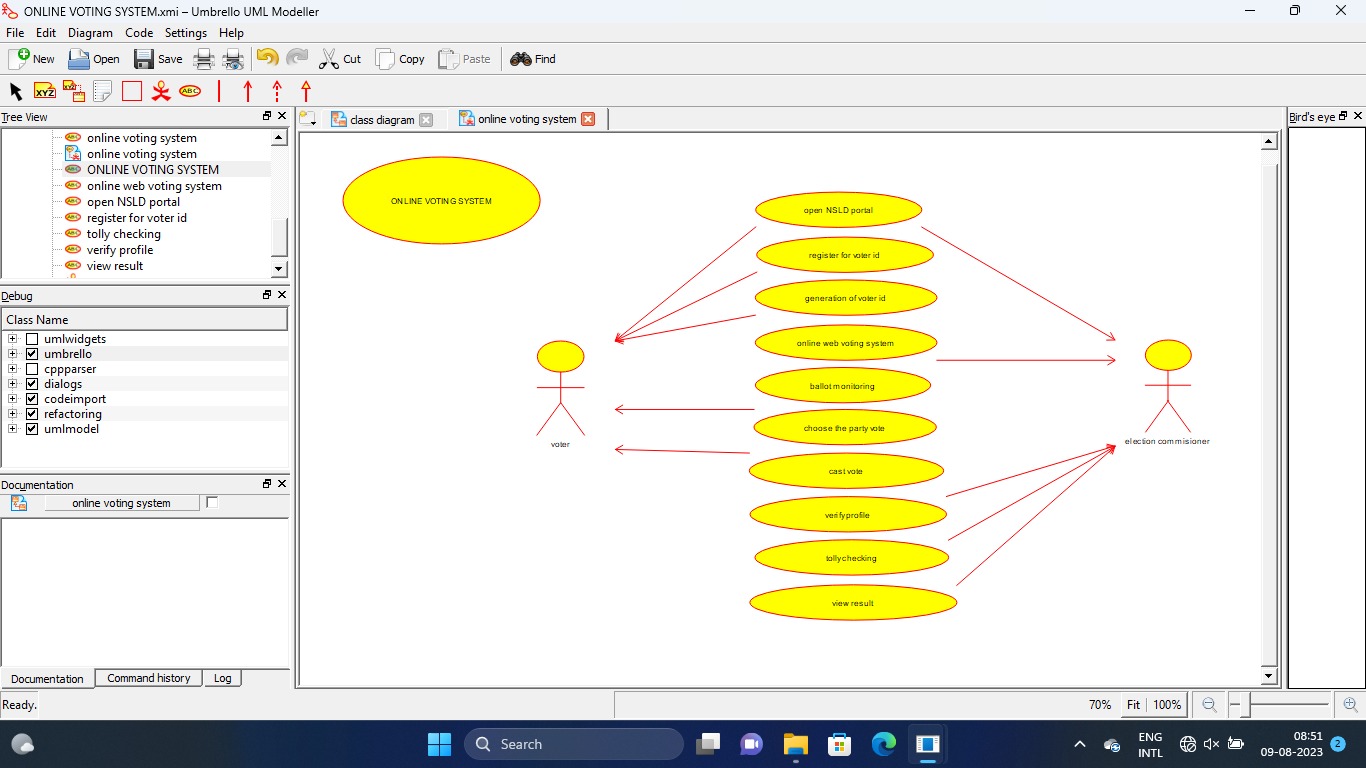 ONLINE VOTING SYSTEM.xmi – Umbrello UML Modeller
File Edit Diagram Code Settings Help
New Open Save Cut Copy Paste Find
XYZ XYZ ABC
Tree View
online voting system
online voting system
ONLINE VOTING SYSTEM
online web voting system
open NSLD portal
register for voter id
tolly checking
verify profile
view result
Debug
Class Name
umlwidgets
umbrello
cppparser
dialogs
codeimport
refactoring
umlmodel
Documentation
online voting system
Documentation Command history Log
class diagram online voting system
ONLINE VOTING SYSTEM
open NSLD portal
register for voter id
generation of voter id
online web voting system
ballot monitoring
choose the party vote
cast vote
verify profile
tolly checking
view result
voter
election commisioner
Bird's eye
Ready.
70% Fit 100%
Search
ENG
INTL
08:51
09-08-2023
2